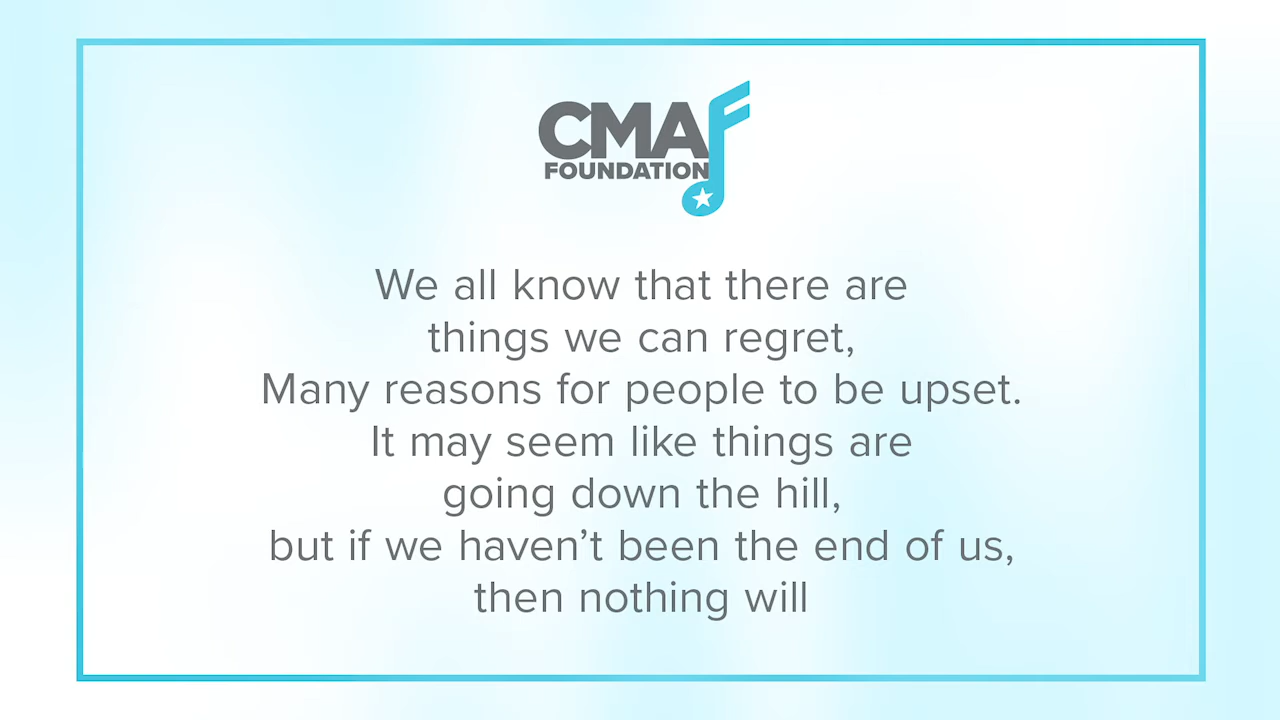 CMA
FOUNDATION
We all know that there are
things we can regret,
Many reasons for people to be upset.
It may seem like things are
going down the hill,
but if we haven’t been the end of us,
then nothing will